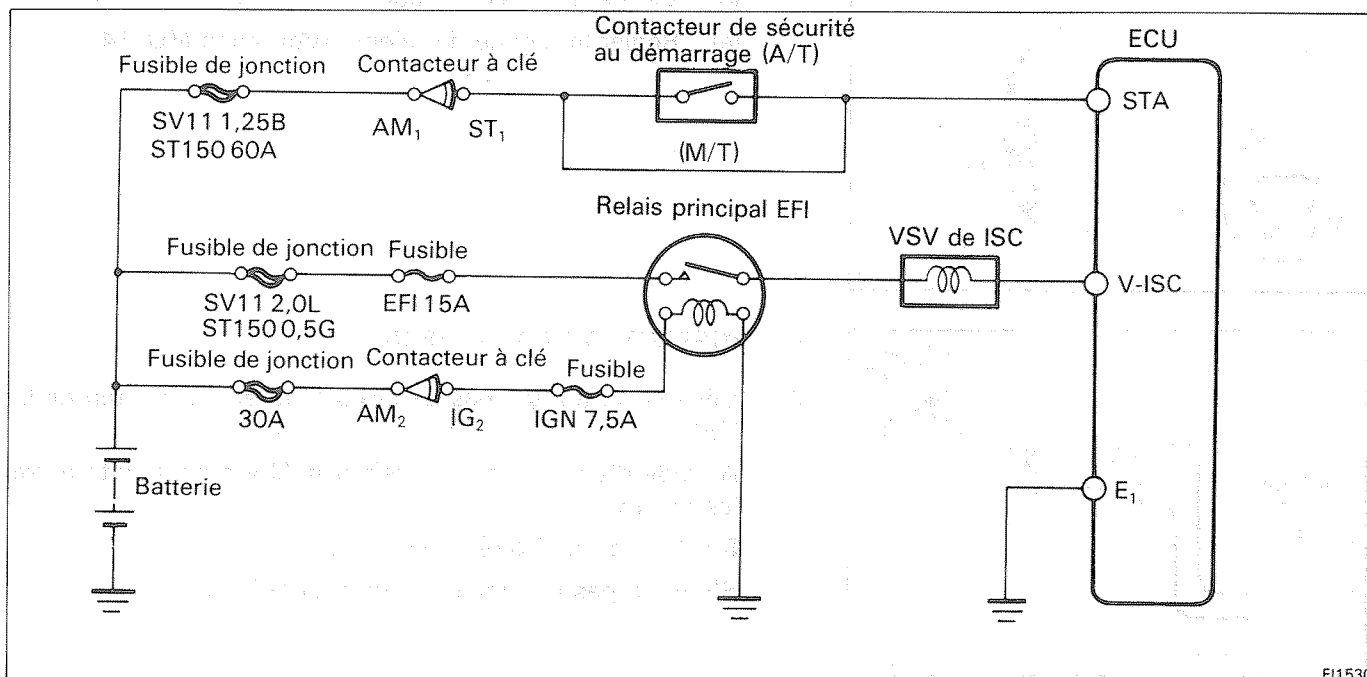 Contacteur de sécurité
au démarrage (A/T)
ECU
Fusible de jonction
Contacteur à clé
STA
SV11 1,25B
ST150 60A
AM₁
ST₁
(M/T)
Relais principal EFI
Fusible de jonction
Fusible
VSV de ISC
V-ISC
SV11 2,0L
ST150 0,5G
EFI 15A
Fusible de jonction
Contacteur à clé
Fusible
30A
AM₂
IG₂
IGN 7,5A
Batterie
E₁
FI1530